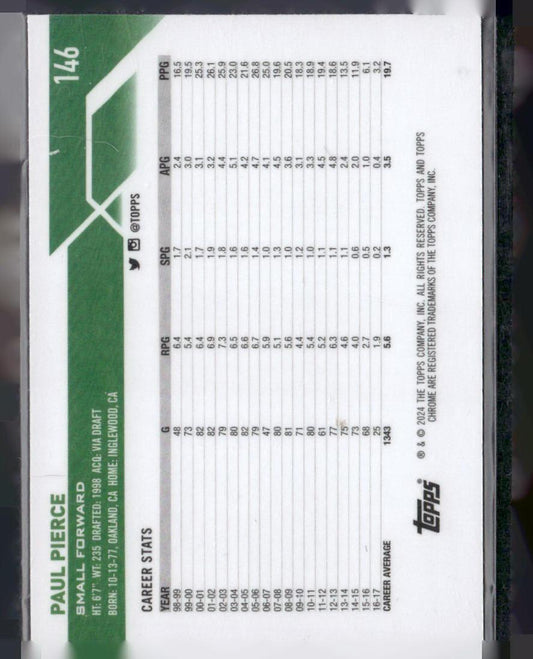 146
PAUL PIERCE
SMALL FORWARD
HT: 6'7" WT: 235 DRAFTED: 1998 ACQ: VIA DRAFT
BORN: 10-13-77, OAKLAND, CA HOME: INGLEWOOD, CA
@TOPPS
CAREER STATS
YEAR G RPG SPG APG PPG
98-99 48 6.4 1.7 2.4 16.5
99-00 73 5.4 2.1 3.0 19.5
00-01 82 6.4 1.7 3.1 25.3
01-02 82 6.9 1.9 3.2 26.1
02-03 79 7.3 1.8 4.4 25.9
03-04 80 6.5 1.6 5.1 23.0
04-05 82 6.6 1.6 4.2 21.6
05-06 79 6.7 1.4 4.7 26.8
06-07 47 5.9 1.0 4.1 25.0
07-08 80 5.1 1.3 4.5 19.6
08-09 81 5.6 1.0 3.6 20.5
09-10 71 4.4 1.2 3.1 18.3
10-11 80 5.4 1.0 3.3 18.9
11-12 61 5.2 1.1 4.5 19.4
12-13 77 6.3 1.1 4.8 18.6
13-14 75 4.6 1.1 2.4 13.5
14-15 73 4.0 0.6 2.0 11.9
15-16 68 2.7 0.5 1.0 6.1
16-17 25 1.9 0.2 0.4 3.2
CAREER AVERAGE 1343 5.6 1.3 3.5 19.7
topps
® & © 2024 THE TOPPS COMPANY, INC. ALL RIGHTS RESERVED. TOPPS AND TOPPS
CHROME ARE REGISTERED TRADEMARKS OF THE TOPPS COMPANY, INC.